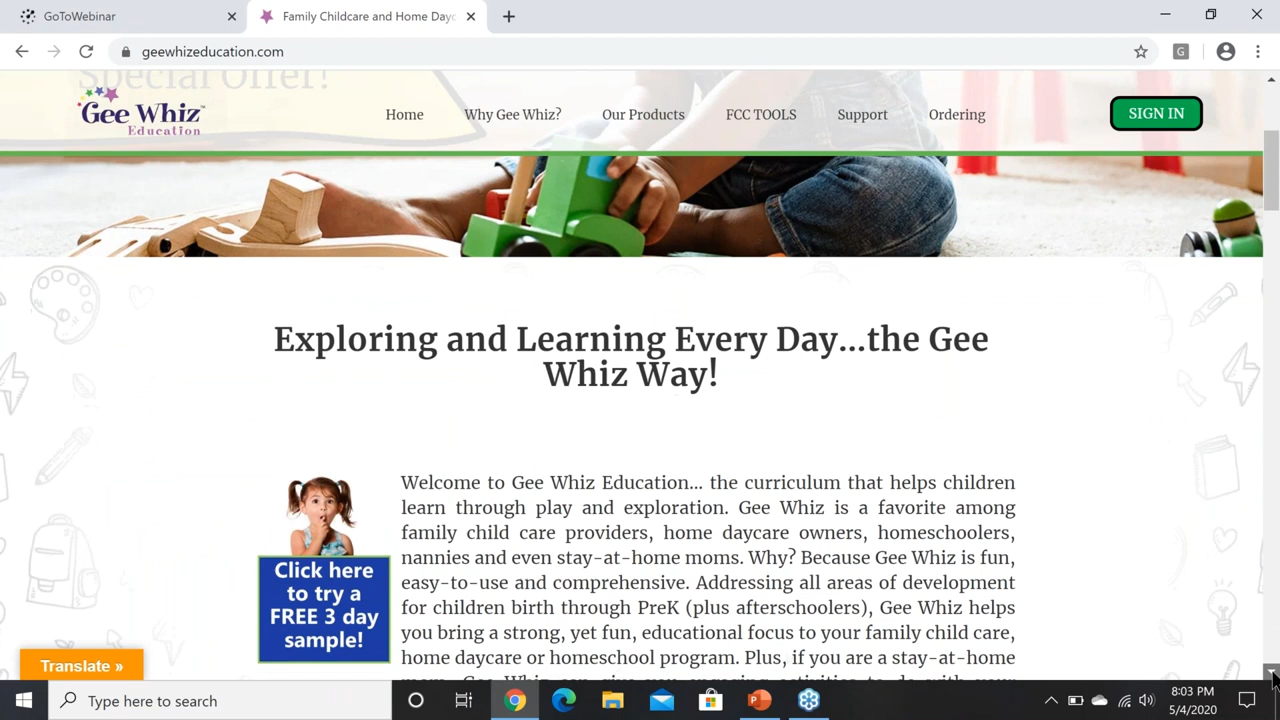 GoToWebinar
Family Childcare and Home Dayc
geewhizeducation.com
G
Special Offer!
Gee Whiz™
Education
Home
Why Gee Whiz?
Our Products
FCC TOOLS
Support
Ordering
SIGN IN
Exploring and Learning Every Day...the Gee
Whiz Way!
Click here
to try a
FREE 3 day
sample!
Welcome to Gee Whiz Education... the curriculum that helps children
learn through play and exploration. Gee Whiz is a favorite among
family child care providers, home daycare owners, homeschoolers,
nannies and even stay-at-home moms. Why? Because Gee Whiz is fun,
easy-to-use and comprehensive. Addressing all areas of development
for children birth through PreK (plus afterschoolers), Gee Whiz helps
you bring a strong, yet fun, educational focus to your family child care,
home daycare or homeschool program. Plus, if you are a stay-at-home
Translate »
Type here to search
8:03 PM
5/4/2020